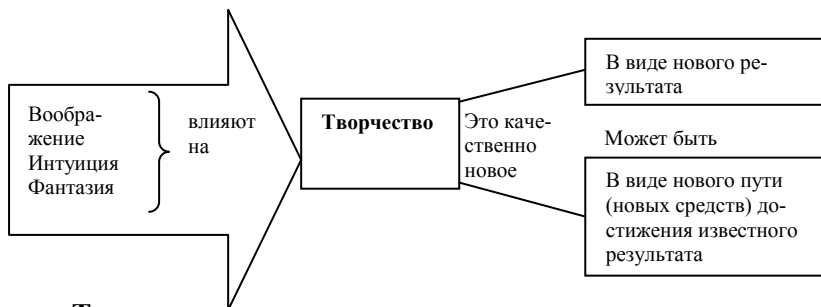 Вообра-
жение
Интуиция
Фантазия
влияют
на
Творчество
Это каче-
ственно
новое
В виде нового ре-
зультата
Может быть
В виде нового пути
(новых средств) до-
стижения известного
результата